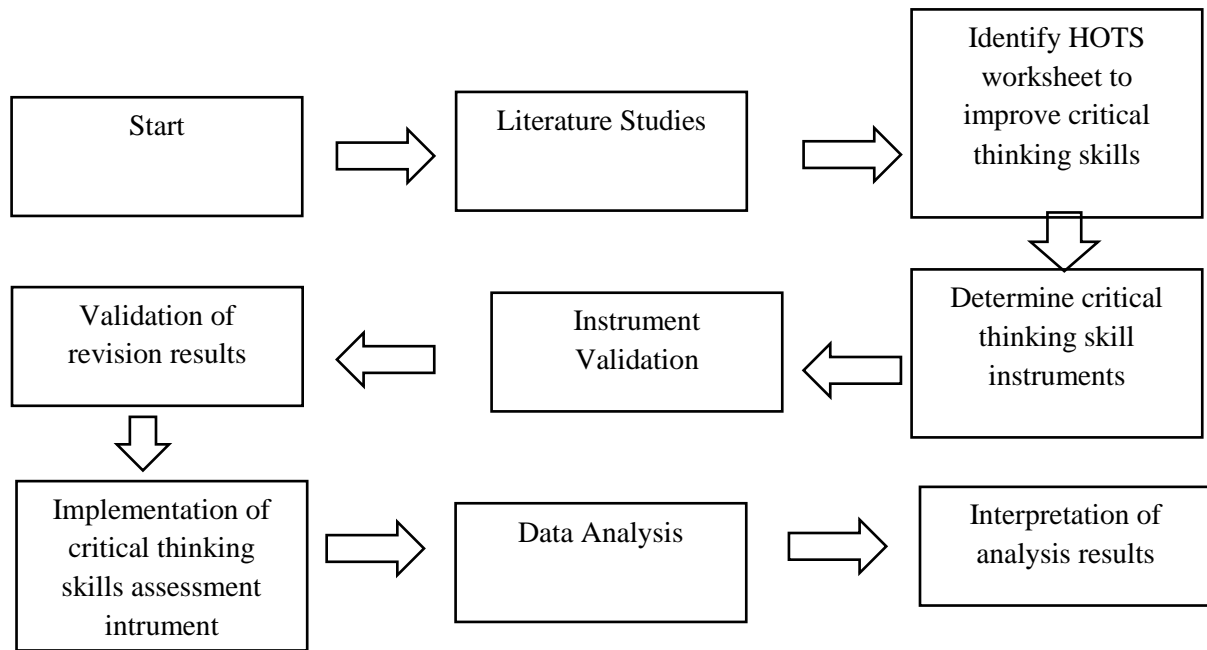 Start
Literature Studies
Identify HOTS
worksheet to
improve critical
thinking skills
Determine critical
thinking skill
instruments
Instrument
Validation
Validation of
revision results
Implementation of
critical thinking
skills assessment
intrument
Data Analysis
Interpretation of
analysis results